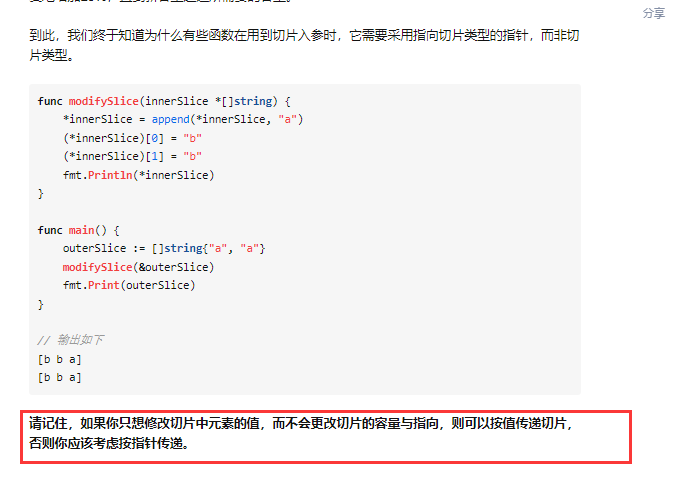 分享
到此，我们终于知道为什么有些函数在用到切片入参时，它需要采用指向切片类型的指针，而非切
片类型。
func modifySlice(innerSlice *[]string) {
    *innerSlice = append(*innerSlice, "a")
    (*innerSlice)[0] = "b"
    (*innerSlice)[1] = "b"
    fmt.Println(*innerSlice)
}
func main() {
    outerSlice := []string{"a", "a"}
    modifySlice(&outerSlice)
    fmt.Print(outerSlice)
}
// 输出如下
[b b a]
[b b a]
请记住，如果你只想修改切片中元素的值，而不会更改切片的容量与指向，则可以按值传递切片，
否则你应该考虑按指针传递。